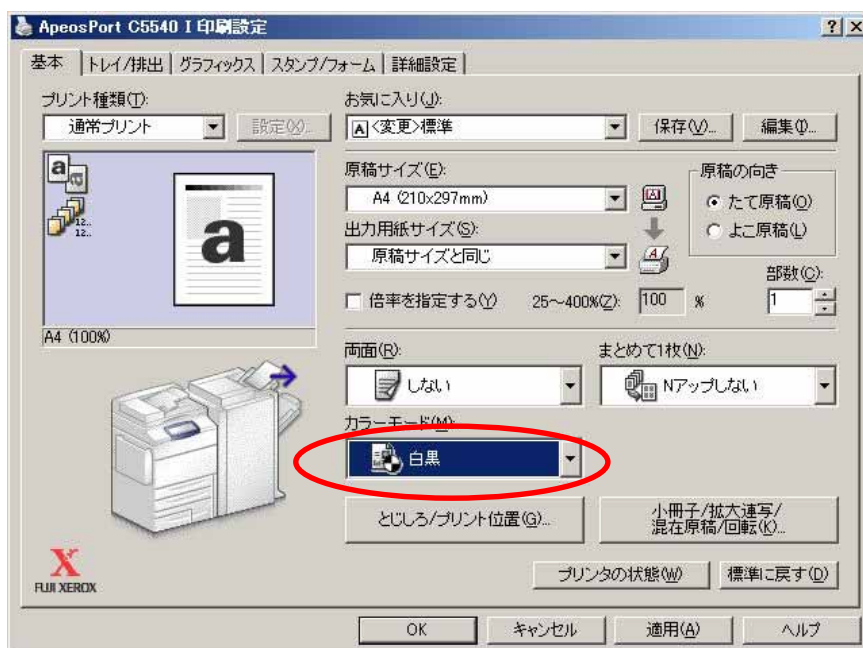 ApeosPort C5540 I 印刷設定
基本 トレイ/排出 グラフィックス スタンプ/フォーム 詳細設定
プリント種類(T):
通常プリント
設定(X)...
お気に入り(J):
<変更>標準
保存(V)...
編集(I)...
原稿サイズ(E):
A4 (210x297mm)
出力用紙サイズ(S):
原稿サイズと同じ
原稿の向き
たて原稿(O)
よこ原稿(L)
倍率を指定する(Y) 25～400%(Z): 100 %
部数(C):
1
a
a
12..
12..
a
A4 (100%)
両面(R):
しない
まとめて1枚(N):
Nアップしない
カラーモード(M):
白黒
とじしろ/プリント位置(G)...
小冊子/拡大連写/
混在原稿/回転(K)...
X
FUJI XEROX
プリンタの状態(W)
標準に戻す(D)
OK
キャンセル
適用(A)
ヘルプ